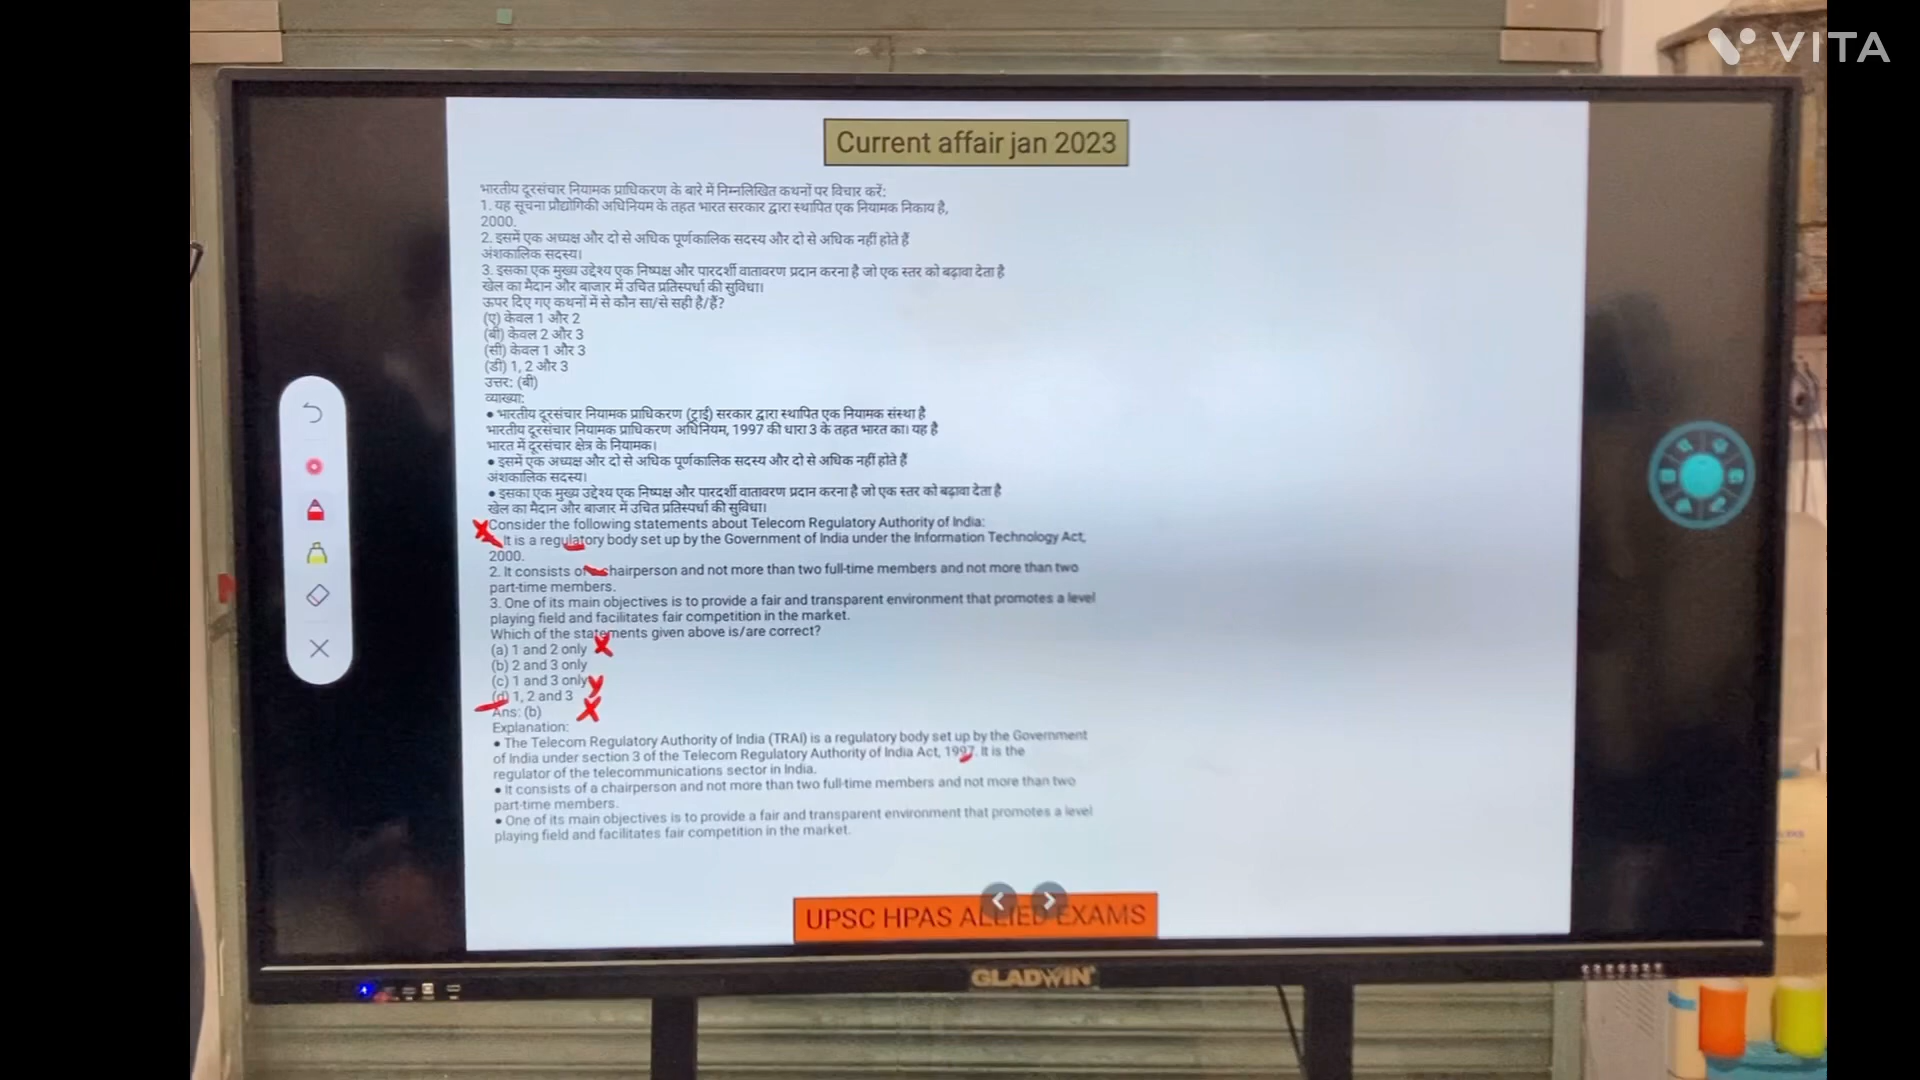 VITA
Current affair jan 2023
भारतीय दूरसंचार नियामक प्राधिकरण के बारे में निम्नलिखित कथनों पर विचार करें:
1. यह सूचना प्रौद्योगिकी अधिनियम के तहत भारत सरकार द्वारा स्थापित एक नियामक निकाय है,
2000.
2. इसमें एक अध्यक्ष और दो से अधिक पूर्णकालिक सदस्य और दो से अधिक नहीं होते हैं
अंशकालिक सदस्य।
3. इसका एक मुख्य उद्देश्य एक निष्पक्ष और पारदर्शी वातावरण प्रदान करना है जो एक स्तर को बढ़ावा देता है
खेल का मैदान और बाजार में उचित प्रतिस्पर्धा की सुविधा।
ऊपर दिए गए कथनों में से कौन सा/से सही है/हैं?
(ए) केवल 1 और 2
(बी) केवल 2 और 3
(सी) केवल 1 और 3
(डी) 1, 2 और 3
उत्तर: (बी)
व्याख्या:
• भारतीय दूरसंचार नियामक प्राधिकरण (ट्राई) सरकार द्वारा स्थापित एक नियामक संस्था है
भारतीय दूरसंचार नियामक प्राधिकरण अधिनियम, 1997 की धारा 3 के तहत भारत का। यह है
भारत में दूरसंचार क्षेत्र के नियामक।
• इसमें एक अध्यक्ष और दो से अधिक पूर्णकालिक सदस्य और दो से अधिक नहीं होते हैं
अंशकालिक सदस्य।
• इसका एक मुख्य उद्देश्य एक निष्पक्ष और पारदर्शी वातावरण प्रदान करना है जो एक स्तर को बढ़ावा देता है
खेल का मैदान और बाजार में उचित प्रतिस्पर्धा की सुविधा।
Consider the following statements about Telecom Regulatory Authority of India:
It is a regulatory body set up by the Government of India under the Information Technology Act,
2000.
2. It consists of a chairperson and not more than two full-time members and not more than two
part-time members.
3. One of its main objectives is to provide a fair and transparent environment that promotes a level
playing field and facilitates fair competition in the market.
Which of the statements given above is/are correct?
(a) 1 and 2 only
(b) 2 and 3 only
(c) 1 and 3 only
(d) 1, 2 and 3
Ans: (b)
Explanation:
• The Telecom Regulatory Authority of India (TRAI) is a regulatory body set up by the Government
of India under section 3 of the Telecom Regulatory Authority of India Act, 1997. It is the
regulator of the telecommunications sector in India.
• It consists of a chairperson and not more than two full-time members and not more than two
part-time members.
• One of its main objectives is to provide a fair and transparent environment that promotes a level
playing field and facilitates fair competition in the market.
UPSC HPAS ALLIED EXAMS
GLADWIN